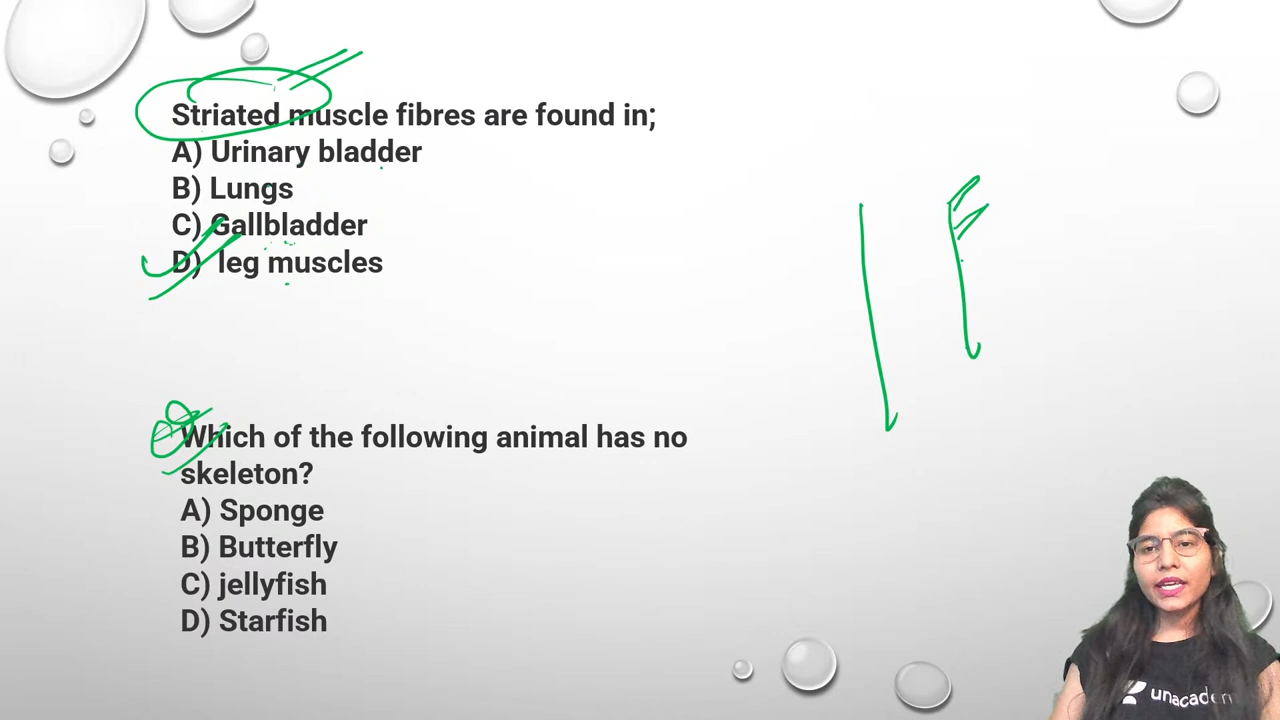 Striated muscle fibres are found in;
A) Urinary bladder
B) Lungs
C) Gallbladder
D) leg muscles
Which of the following animal has no
skeleton?
A) Sponge
B) Butterfly
C) jellyfish
D) Starfish